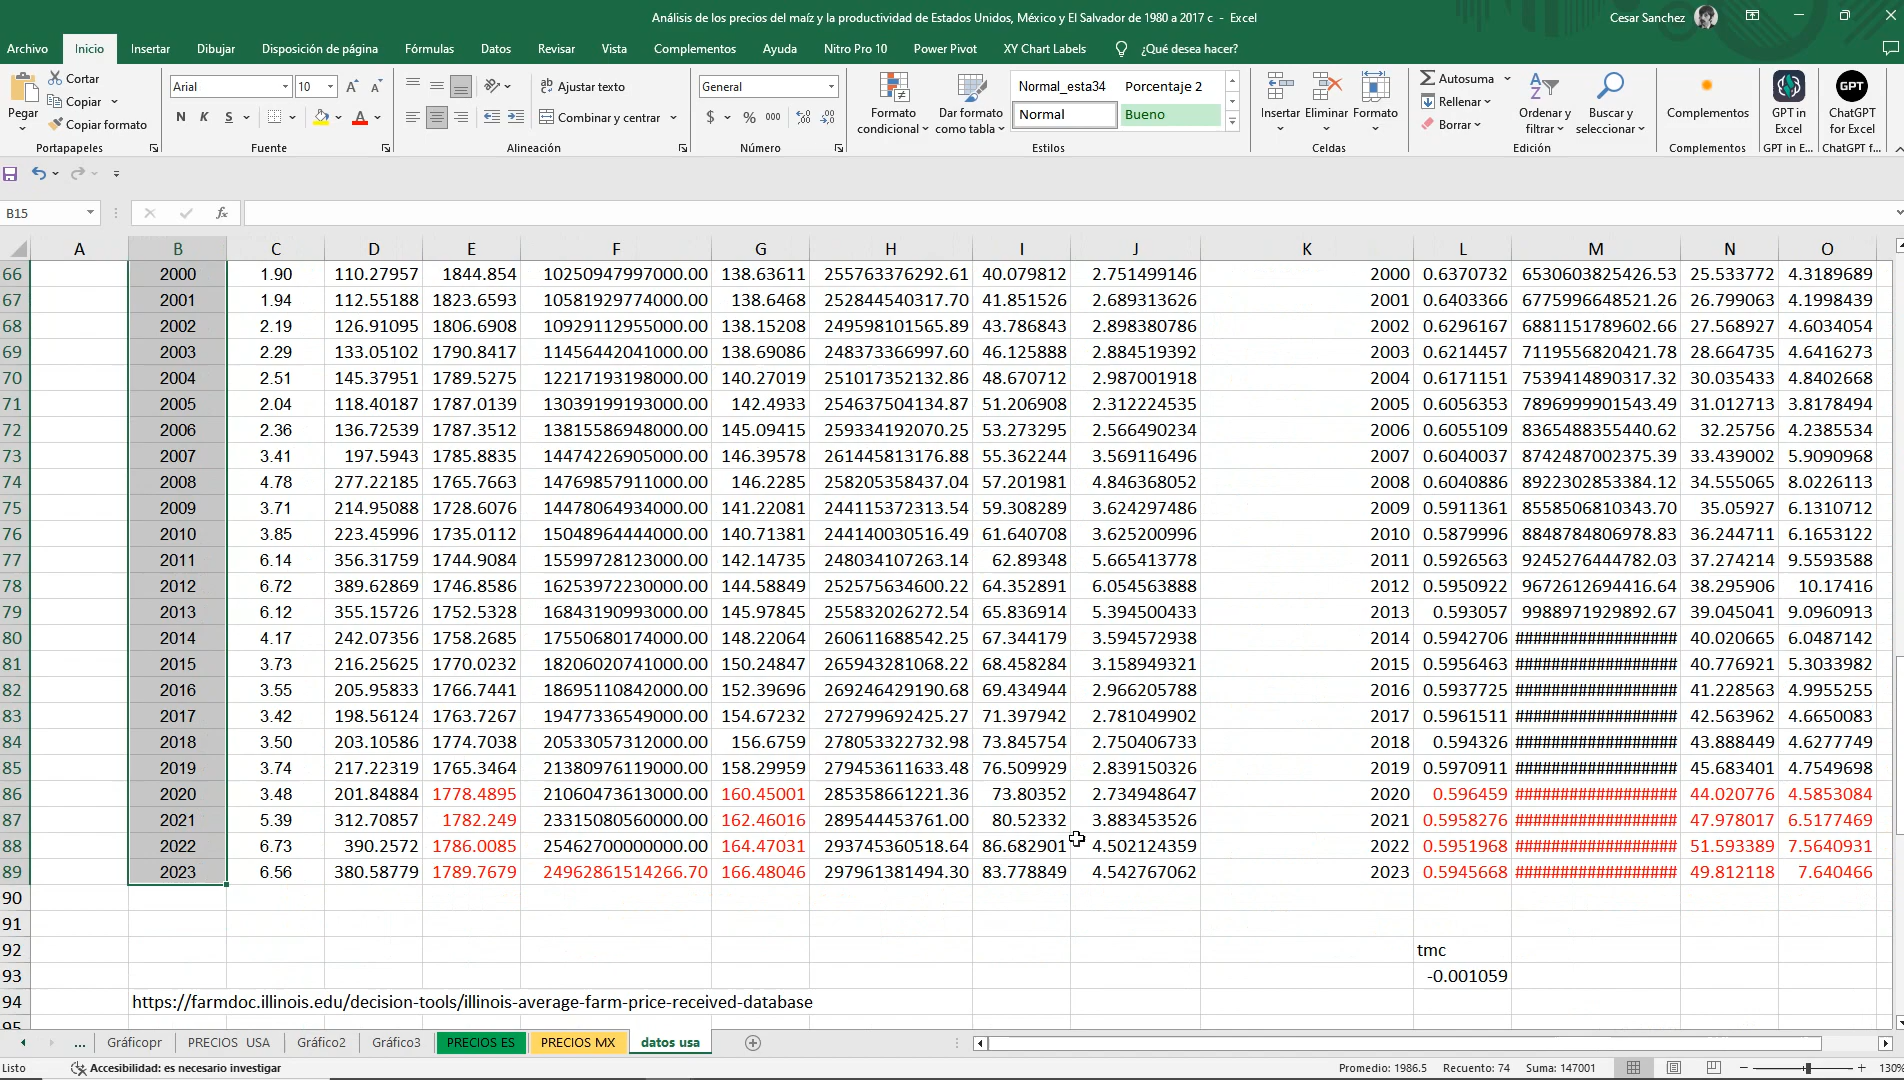 Análisis de los precios del maíz y la productividad de Estados Unidos, México y El Salvador de 1980 a 2017 c - Excel
Cesar Sanchez
Archivo Inicio Insertar Dibujar Disposición de página Fórmulas Datos Revisar Vista Complementos Ayuda Nitro Pro 10 Power Pivot XY Chart Labels ¿Qué desea hacer?
Pegar
Cortar
Copiar
Copiar formato
Portapapeles
Arial 10
N K S
Fuente
Ajustar texto
Combinar y centrar
Alineación
General
$ % 000
Número
Formato condicional
Dar formato como tabla
Normal_esta34 Porcentaje 2
Normal Bueno
Estilos
Insertar Eliminar Formato
Celdas
Autosuma
Rellenar
Borrar
Ordenar y filtrar
Buscar y seleccionar
Edición
Complementos
Complementos
GPT in Excel
GPT in E...
GPT
ChatGPT for Excel
ChatGPT f...
B15
fx
A B C D E F G H I J K L M N O
66 2000 1.90 110.27957 1844.854 10250947997000.00 138.63611 255763376292.61 40.079812 2.751499146 2000 0.6370732 6530603825426.53 25.533772 4.3189689
67 2001 1.94 112.55188 1823.6593 10581929774000.00 138.6468 252844540317.70 41.851526 2.689313626 2001 0.6403366 6775996648521.26 26.799063 4.1998439
68 2002 2.19 126.91095 1806.6908 10929112955000.00 138.15208 249598101565.89 43.786843 2.898380786 2002 0.6296167 6881151789602.66 27.568927 4.6034054
69 2003 2.29 133.05102 1790.8417 11456442041000.00 138.69086 248373366997.60 46.125888 2.884519392 2003 0.6214457 7119556820421.78 28.664735 4.6416273
70 2004 2.51 145.37951 1789.5275 12217193198000.00 140.27019 251017352132.86 48.670712 2.987001918 2004 0.6171151 7539414890317.32 30.035433 4.8402668
71 2005 2.04 118.40187 1787.0139 13039199193000.00 142.4933 254637504134.87 51.206908 2.312224535 2005 0.6056353 7896999901543.49 31.012713 3.8178494
72 2006 2.36 136.72539 1787.3512 13815586948000.00 145.09415 259334192070.25 53.273295 2.566490234 2006 0.6055109 8365488355440.62 32.25756 4.2385534
73 2007 3.41 197.5943 1785.8835 14474226905000.00 146.39578 261445813176.88 55.362244 3.569116496 2007 0.6040037 8742487002375.39 33.439002 5.9090968
74 2008 4.78 277.22185 1765.7663 14769857911000.00 146.2285 258205358437.04 57.201981 4.846368052 2008 0.6040886 8922302853384.12 34.555065 8.0226113
75 2009 3.71 214.95088 1728.6076 14478064934000.00 141.22081 244115372313.54 59.308289 3.624297486 2009 0.5911361 8558506810343.70 35.05927 6.1310712
76 2010 3.85 223.45996 1735.0112 15048964444000.00 140.71381 244140030516.49 61.640708 3.625200996 2010 0.5879996 8848784806978.83 36.244711 6.1653122
77 2011 6.14 356.31759 1744.9084 15599728123000.00 142.14735 248034107263.14 62.89348 5.665413778 2011 0.5926563 9245276444782.03 37.274214 9.5593588
78 2012 6.72 389.62869 1746.8586 16253972230000.00 144.58849 252575634600.22 64.352891 6.054563888 2012 0.5950922 9672612694416.64 38.295906 10.17416
79 2013 6.12 355.15726 1752.5328 16843190993000.00 145.97845 255832026272.54 65.836914 5.394500433 2013 0.593057 9988971929892.67 39.045041 9.0960913
80 2014 4.17 242.07356 1758.2685 17550680174000.00 148.22064 260611688542.25 67.344179 3.594572938 2014 0.5942706 ################## 40.020665 6.0487142
81 2015 3.73 216.25625 1770.0232 18206020741000.00 150.24847 265943281068.22 68.458284 3.158949321 2015 0.5956463 ################## 40.776921 5.3033982
82 2016 3.55 205.95833 1766.7441 18695110842000.00 152.39696 269246429190.68 69.434944 2.966205788 2016 0.5937725 ################## 41.228563 4.9955255
83 2017 3.42 198.56124 1763.7267 19477336549000.00 154.67232 272799692425.27 71.397942 2.781049902 2017 0.5961511 ################## 42.563962 4.6650083
84 2018 3.50 203.10586 1774.7038 20533057312000.00 156.6759 278053322732.98 73.845754 2.750406733 2018 0.594326 ################## 43.888449 4.6277749
85 2019 3.74 217.22319 1765.3464 21380976119000.00 158.29959 279453611633.48 76.509929 2.839150326 2019 0.5970911 ################## 45.683401 4.7549698
86 2020 3.48 201.84884 1778.4895 21060473613000.00 160.45001 285358661221.36 73.80352 2.734948647 2020 0.596459 ################## 44.020776 4.5853084
87 2021 5.39 312.70857 1782.249 23315080560000.00 162.46016 289544453761.00 80.52332 3.883453526 2021 0.5958276 ################## 47.978017 6.5177469
88 2022 6.73 390.2572 1786.0085 25462700000000.00 164.47031 293745360518.64 86.682901 4.502124359 2022 0.5951968 ################## 51.593389 7.5640931
89 2023 6.56 380.58779 1789.7679 24962861514266.70 166.48046 297961381494.30 83.778849 4.542767062 2023 0.5945668 ################## 49.812118 7.640466
90
91
92 tmc
93 -0.001059
94 https://farmdoc.illinois.edu/decision-tools/illinois-average-farm-price-received-database
95
... Gráficopr PRECIOS USA Gráfico2 Gráfico3 PRECIOS ES PRECIOS MX datos usa
Listo Accesibilidad: es necesario investigar Promedio: 1986.5 Recuento: 74 Suma: 147001 130%